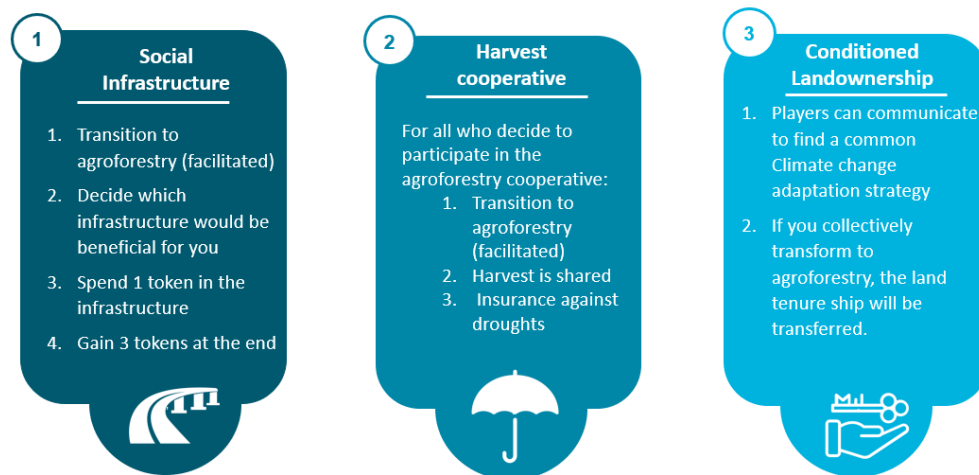 1
Social
Infrastructure
1. Transition to
agroforestry (facilitated)
2. Decide which
infrastructure would be
beneficial for you
3. Spend 1 token in the
infrastructure
4. Gain 3 tokens at the end
2
Harvest
cooperative
For all who decide to
participate in the
agroforestry cooperative:
1. Transition to
agroforestry
(facilitated)
2. Harvest is shared
3. Insurance against
droughts
3
Conditioned
Landownership
1. Players can communicate
to find a common
Climate change
adaptation strategy
2. If you collectively
transform to
agroforestry, the land
tenure ship will be
transferred.